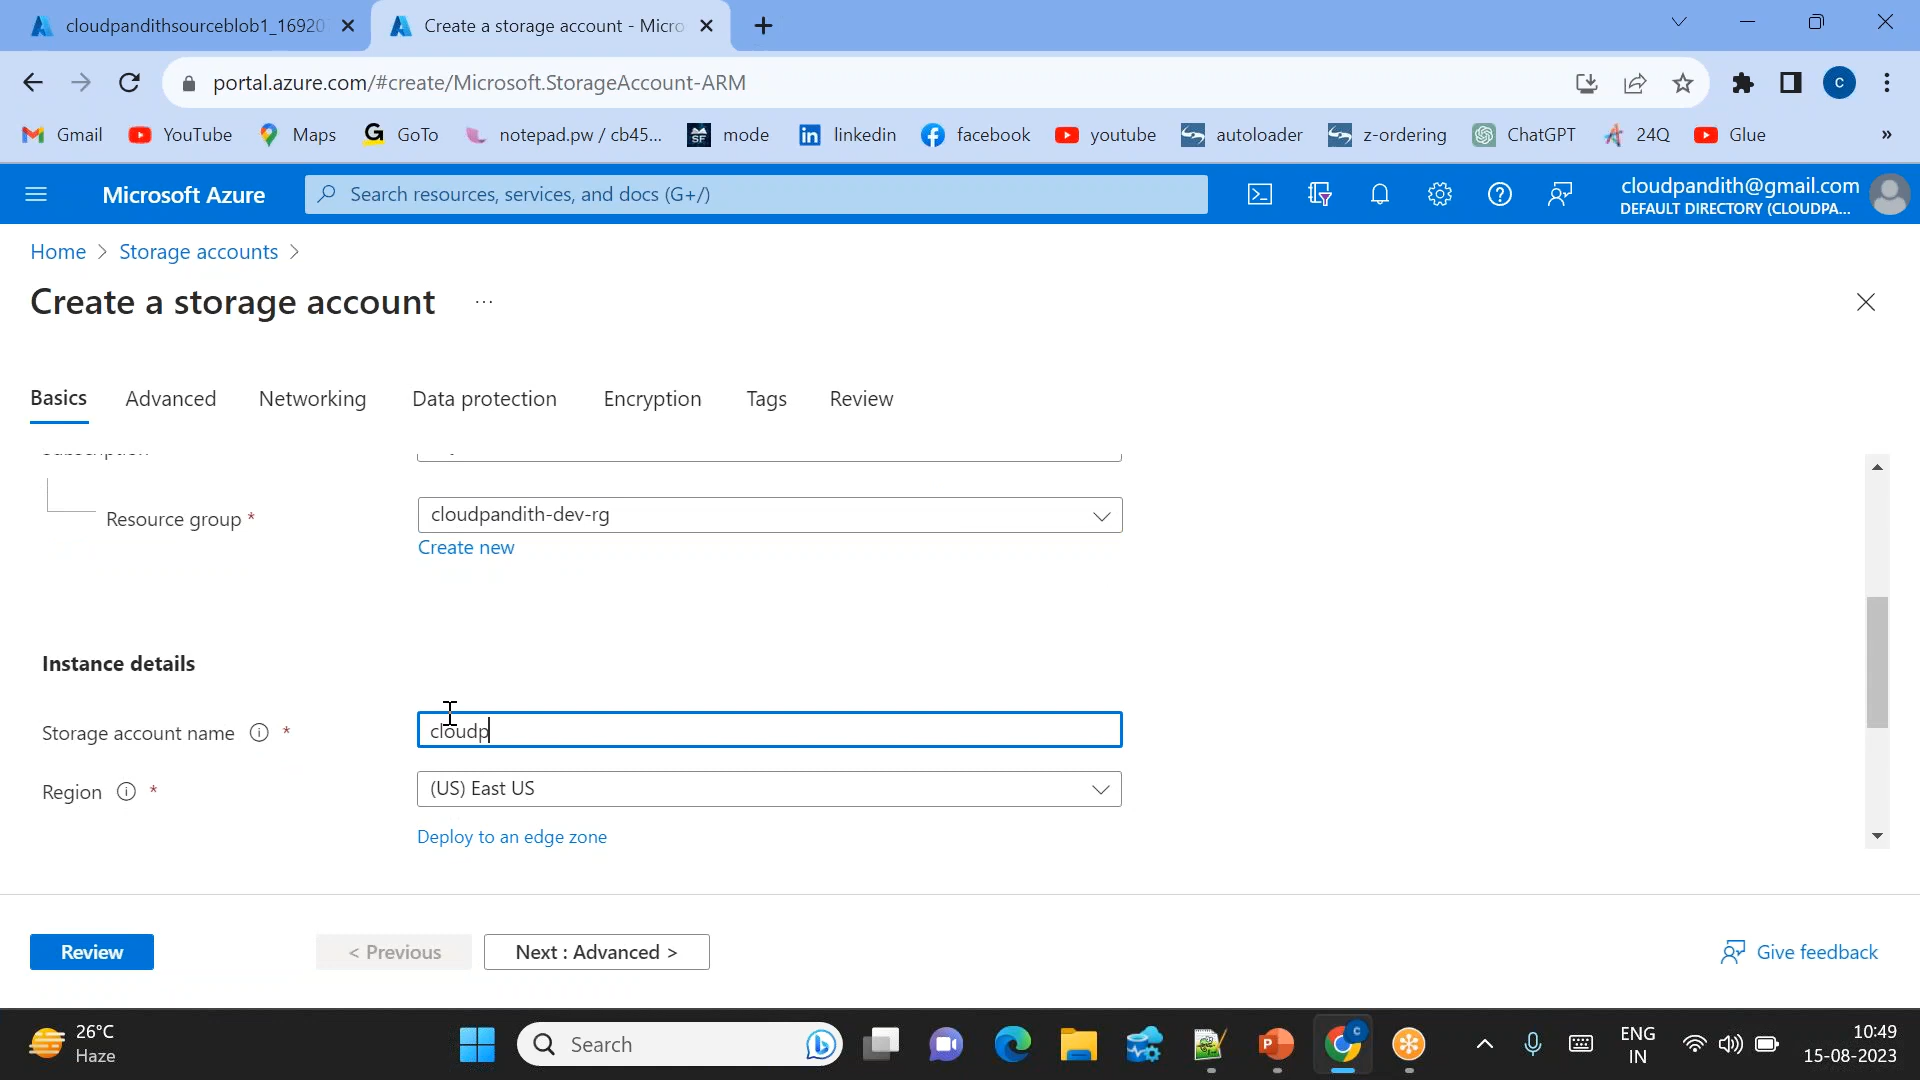 cloudpandithsourceblob1_16920
Create a storage account - Micro
portal.azure.com/#create/Microsoft.StorageAccount-ARM
C
Gmail YouTube Maps GoTo notepad.pw / cb45... mode linkedin facebook youtube autoloader z-ordering ChatGPT 24Q Glue »
Microsoft Azure
Search resources, services, and docs (G+/)
cloudpandith@gmail.com
DEFAULT DIRECTORY (CLOUDPA...
Home > Storage accounts >
Create a storage account ...
Basics Advanced Networking Data protection Encryption Tags Review
Resource group *
cloudpandith-dev-rg
Create new
Instance details
Storage account name *
cloudp
Region *
(US) East US
Deploy to an edge zone
Review < Previous Next : Advanced > Give feedback
26°C
Haze
Search
ENG
IN
10:49
15-08-2023